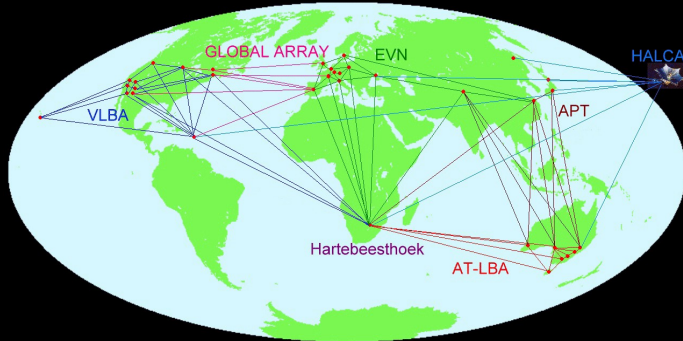 GLOBAL ARRAY
EVN
HALCA
VLBA
APT
Hartebeesthoek
AT-LBA